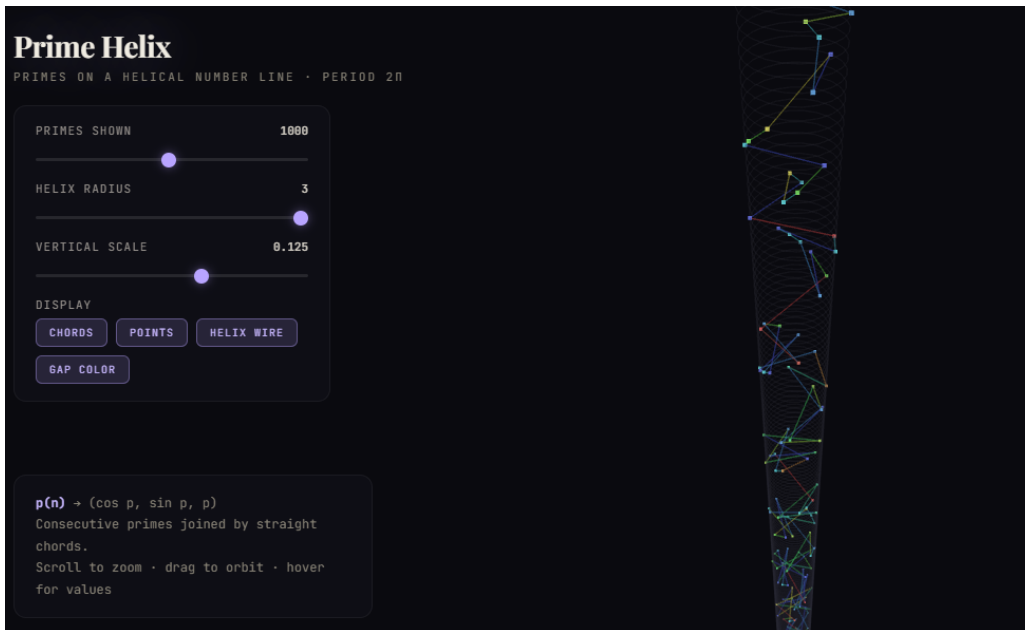 Prime Helix
PRIMES ON A HELICAL NUMBER LINE · PERIOD 2π
PRIMES SHOWN 1000
HELIX RADIUS 3
VERTICAL SCALE 0.125
DISPLAY
CHORDS POINTS HELIX WIRE
GAP COLOR
p(n) → (cos p, sin p, p)
Consecutive primes joined by straight
chords.
Scroll to zoom · drag to orbit · hover
for values